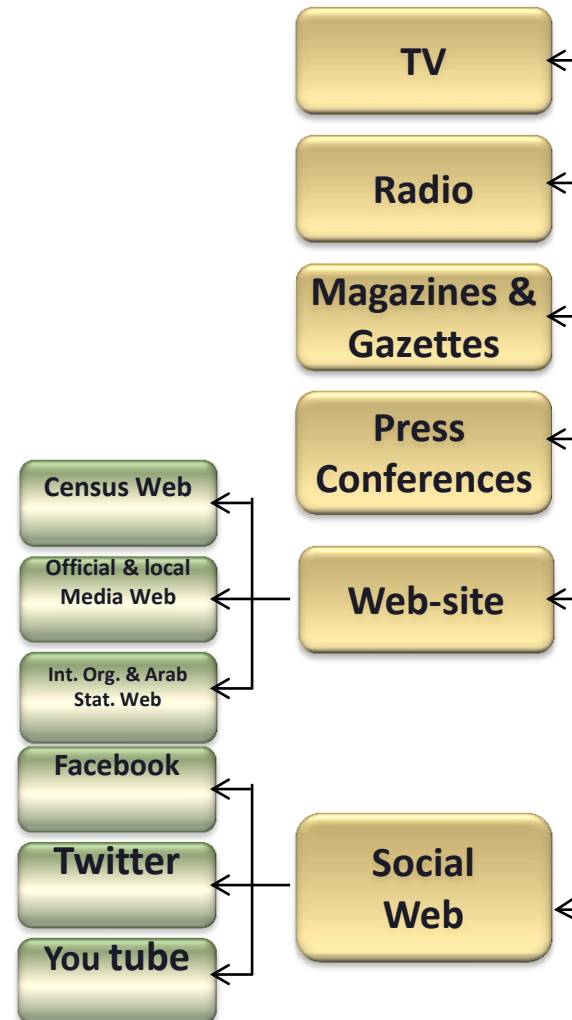 TV
Radio
Magazines &
Gazettes
Press
Conferences
Census Web
Official & local
Media Web
Web-site
Int. Org. & Arab
Stat. Web
Facebook
Twitter
Social
Web
You tube